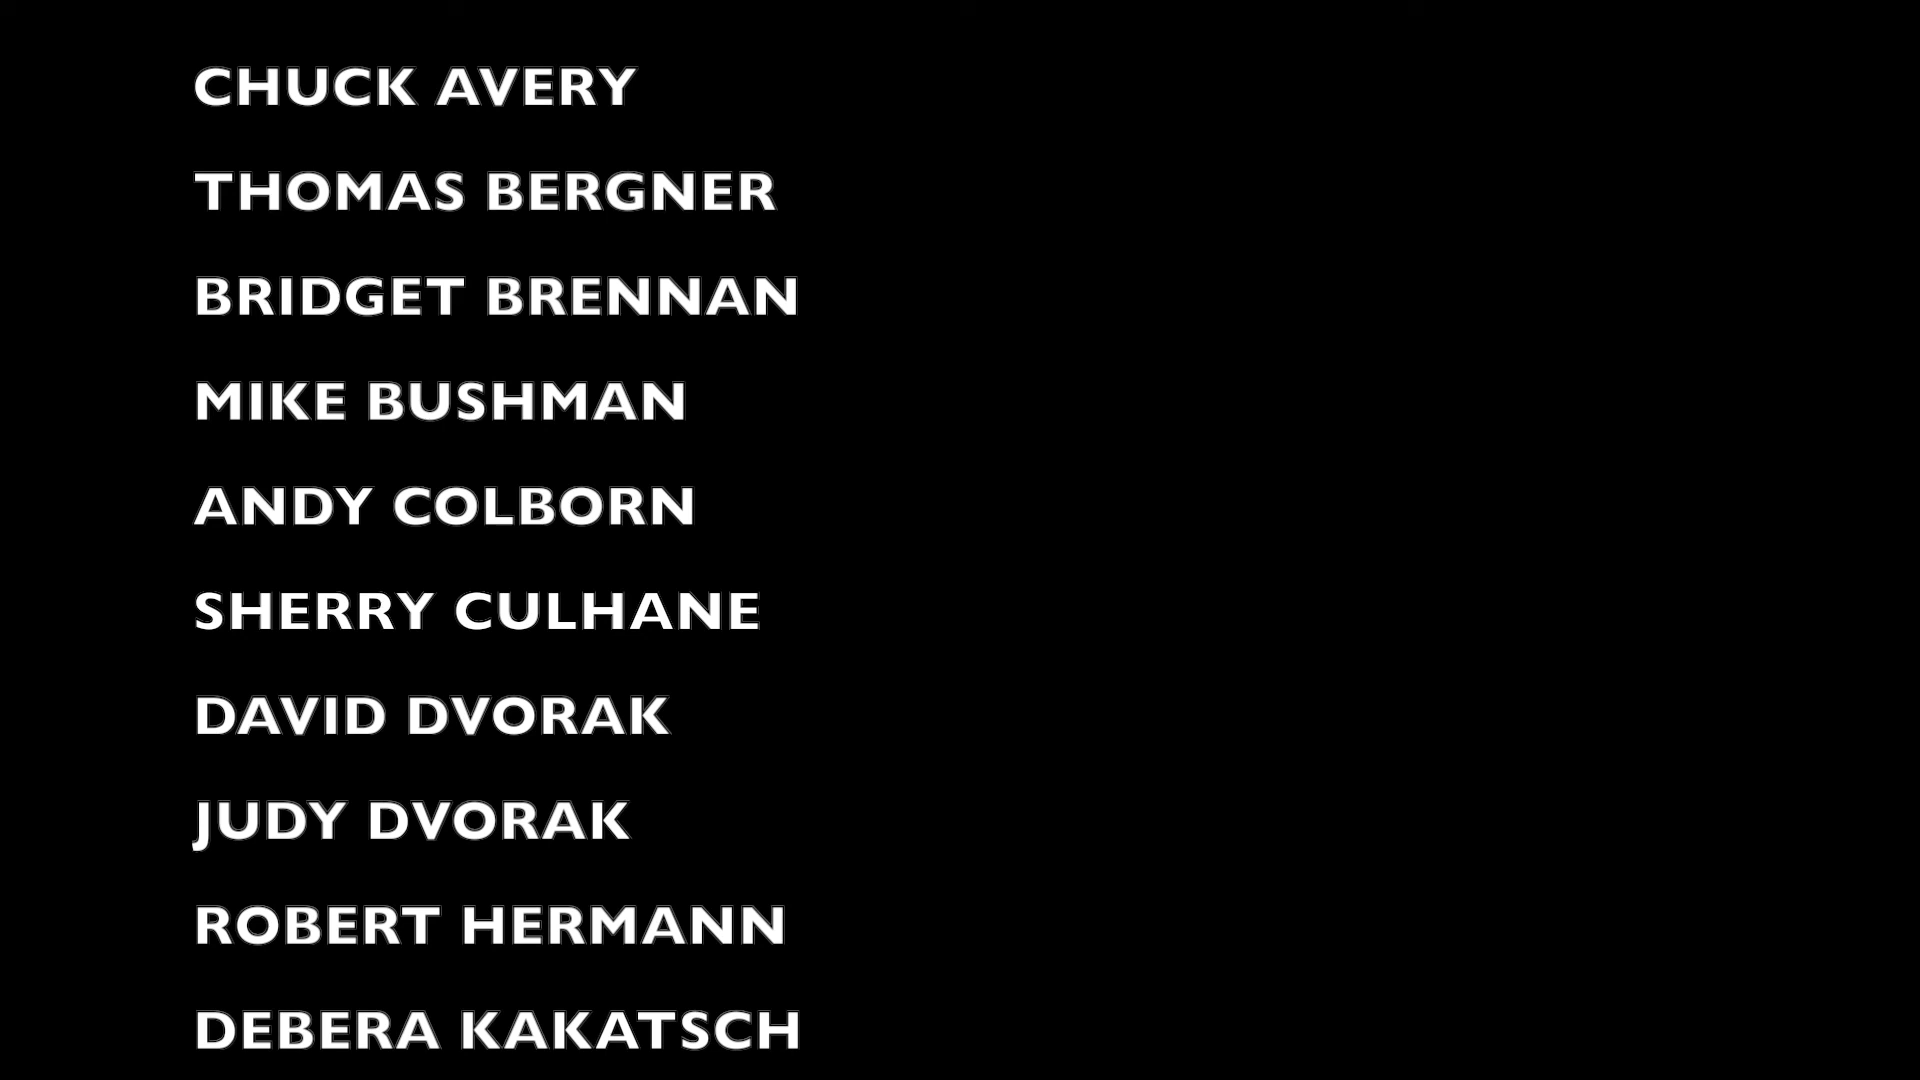 CHUCK AVERY
THOMAS BERGNER
BRIDGET BRENNAN
MIKE BUSHMAN
ANDY COLBORN
SHERRY CULHANE
DAVID DVORAK
JUDY DVORAK
ROBERT HERMANN
DEBERA KAKATSCH